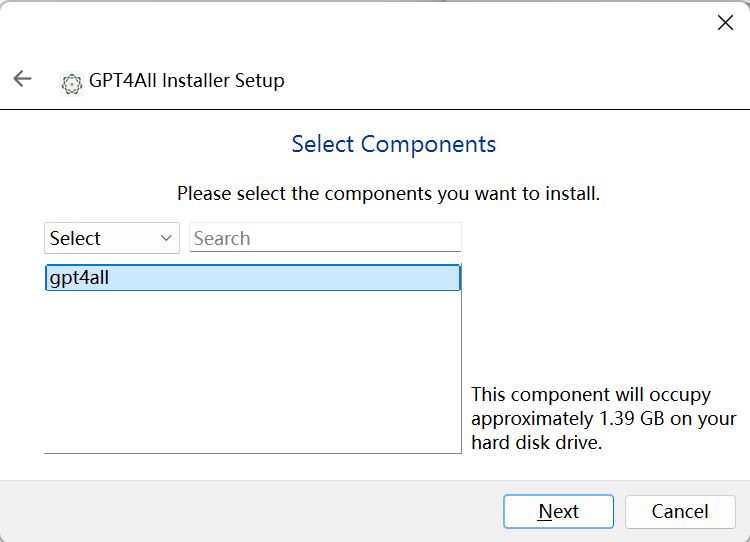 GPT4All Installer Setup
Select Components
Please select the components you want to install.
Select
Search
gpt4all
This component will occupy
approximately 1.39 GB on your
hard disk drive.
Next
Cancel